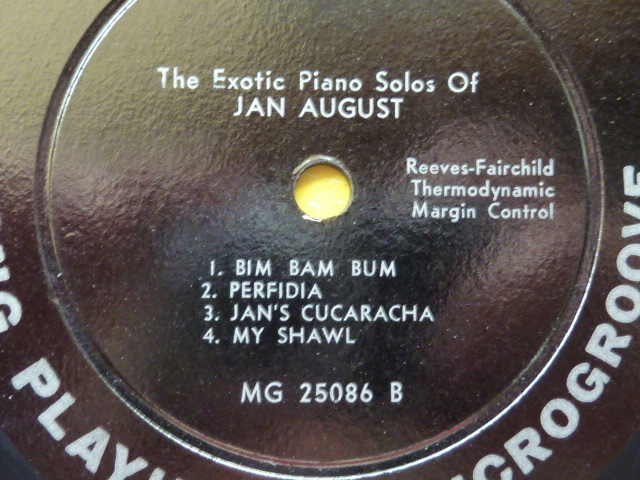 The Exotic Piano Solos Of
JAN AUGUST
Reeves-Fairchild
Thermodynamic
Margin Control
1. BIM BAM BUM
2. PERFIDIA
3. JAN'S CUCARACHA
4. MY SHAWL
MG 25086 B